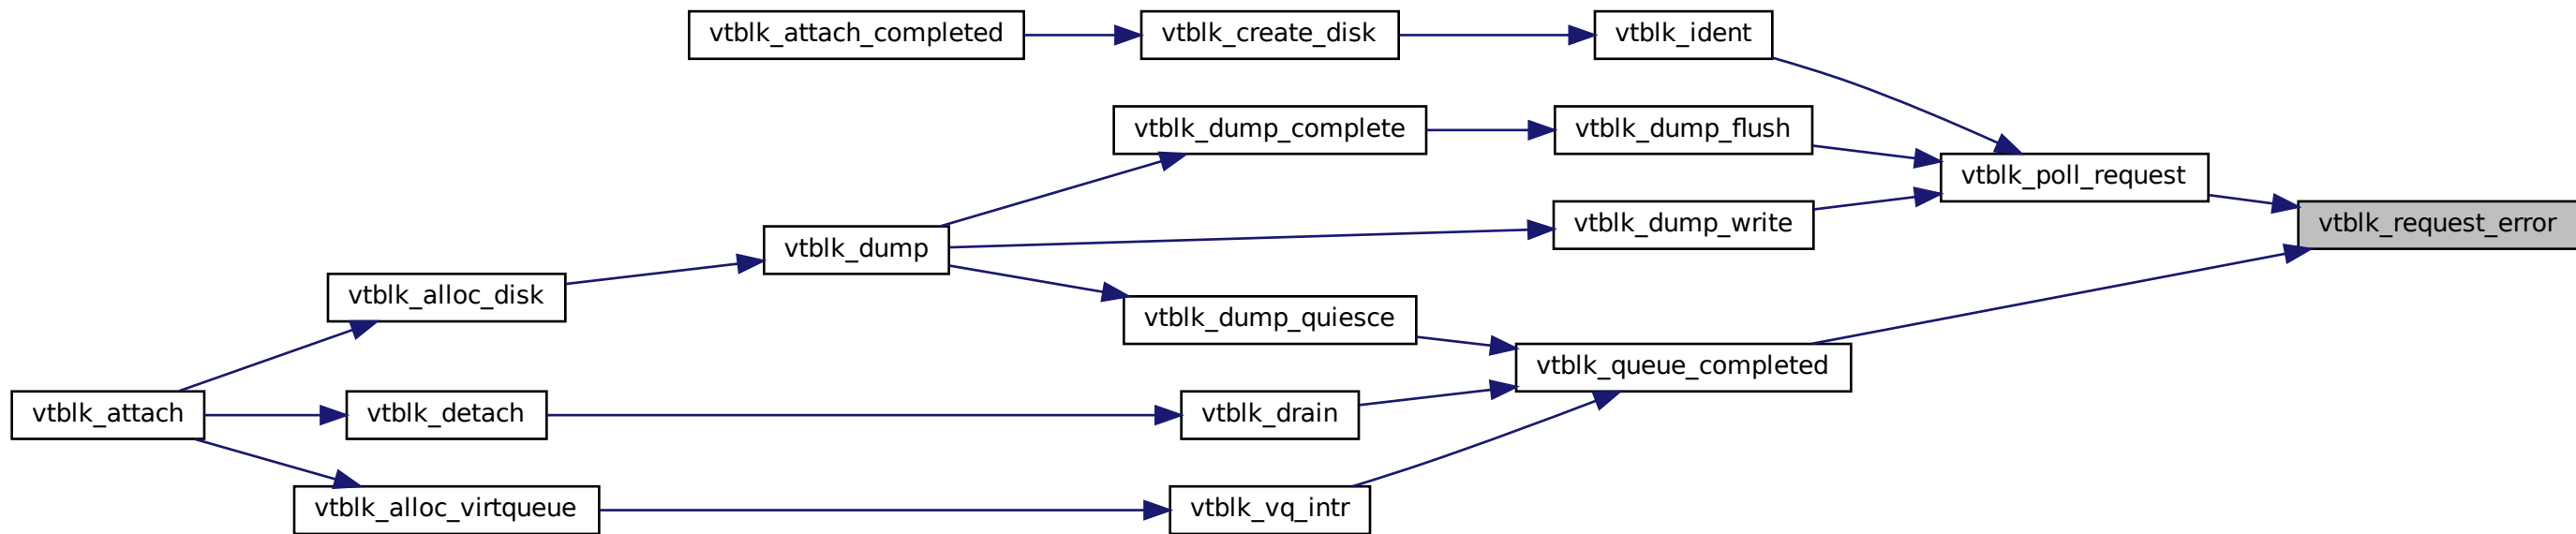 vtblk_attach_completed
vtblk_create_disk
vtblk_ident
vtblk_dump_complete
vtblk_dump_flush
vtblk_poll_request
vtblk_dump_write
vtblk_request_error
vtblk_dump
vtblk_alloc_disk
vtblk_dump_quiesce
vtblk_queue_completed
vtblk_attach
vtblk_detach
vtblk_drain
vtblk_alloc_virtqueue
vtblk_vq_intr